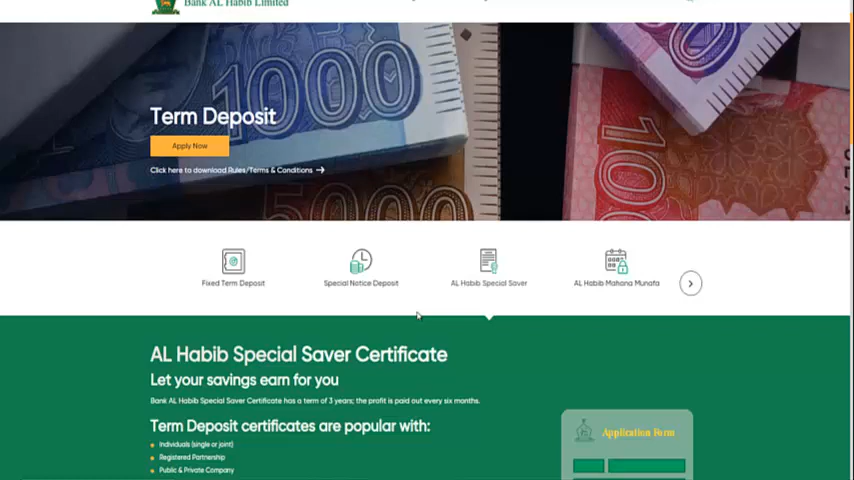 Bank AL Habib Limited
1000
5000
100
Term Deposit
Apply Now
Click here to download Rules/Terms & Conditions →
Fixed Term Deposit
Special Notice Deposit
AL Habib Special Saver
AL Habib Mahana Munafa
AL Habib Special Saver Certificate
Let your savings earn for you
Bank AL Habib Special Saver Certificate has a term of 3 years; the profit is paid out every six months.
Term Deposit certificates are popular with:
Individuals (single or joint)
Registered Partnership
Public & Private Company
Application Form